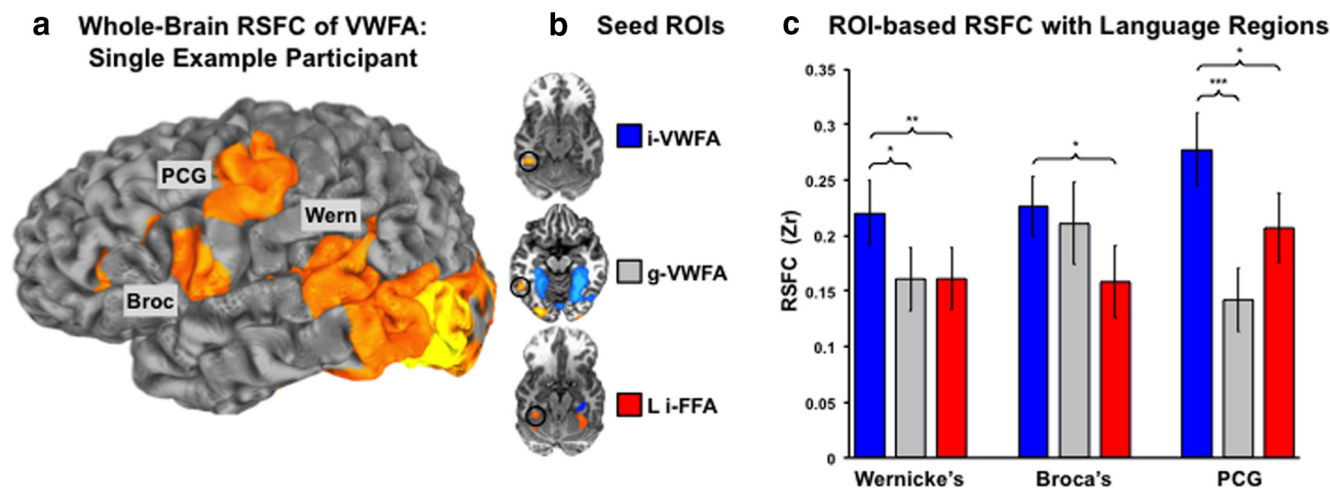 a Whole-Brain RSFC of VWFA:
Single Example Participant
PCG
Wern
Broc
b Seed ROIs
i-VWFA
g-VWFA
L i-FFA
c ROI-based RSFC with Language Regions
RSFC (Zr)
0.35
0.3
0.25
0.2
0.15
0.1
0.05
0
* **
*
*** *
Wernicke's Broca's PCG